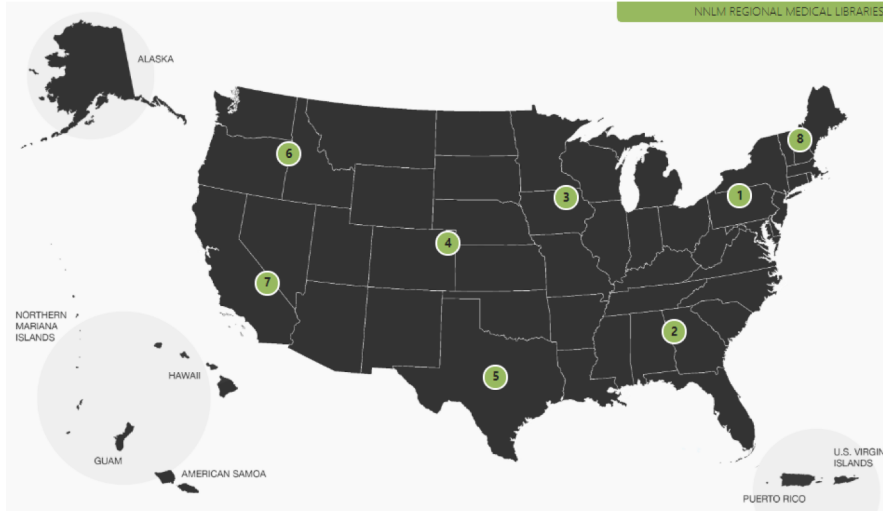 NNLM REGIONAL MEDICAL LIBRARIES
ALASKA
8
6
1
3
4
7
NORTHERN
MARIANA
ISLANDS
2
HAWAII
5
GUAM
AMERICAN SAMOA
U.S. VIRGIN
ISLANDS
PUERTO RICO